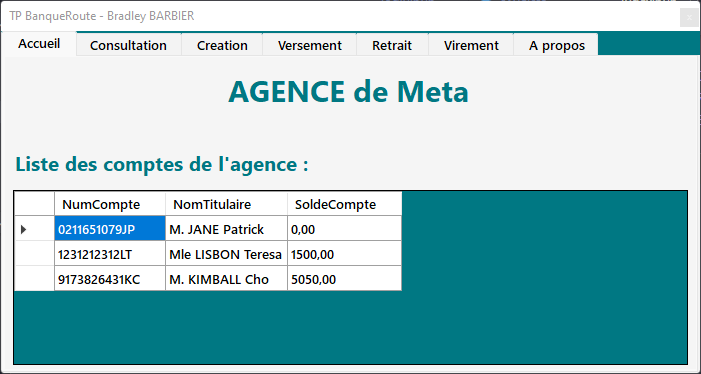 TP BanqueRoute - Bradley BARBIER
Accueil Consultation Creation Versement Retrait Virement A propos
AGENCE de Meta
Liste des comptes de l'agence :
NumCompte NomTitulaire SoldeCompte
0211651079JP M. JANE Patrick 0,00
1231212312LT Mle LISBON Teresa 1500,00
9173826431KC M. KIMBALL Cho 5050,00